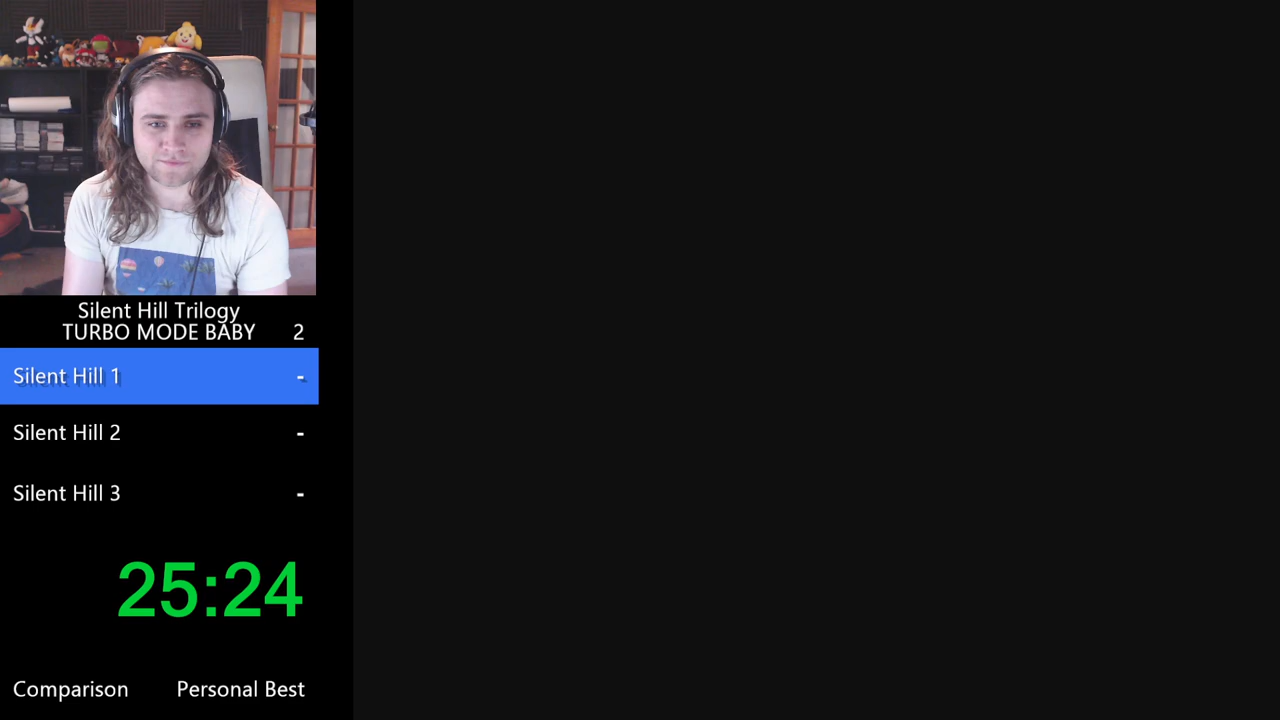 Silent Hill Trilogy
TURBO MODE BABY 2
Silent Hill 1 -
Silent Hill 2 -
Silent Hill 3 -
25:24
Comparison Personal Best